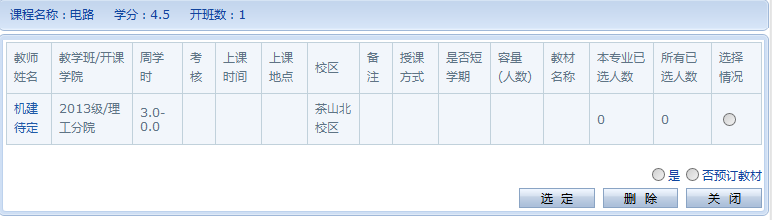 课程名称：电路 学分：4.5 开班数：1
教师姓名 教学班/开课学院 周学时 考核 上课时间 上课地点 校区 备注 授课方式 是否短学期 容量(人数) 教材名称 本专业已选人数 所有已选人数 选择情况
机建待定 2013级/理工分院 3.0-0.0 茶山北校区 0 0
是 否预订教材
选 定 删 除 关 闭